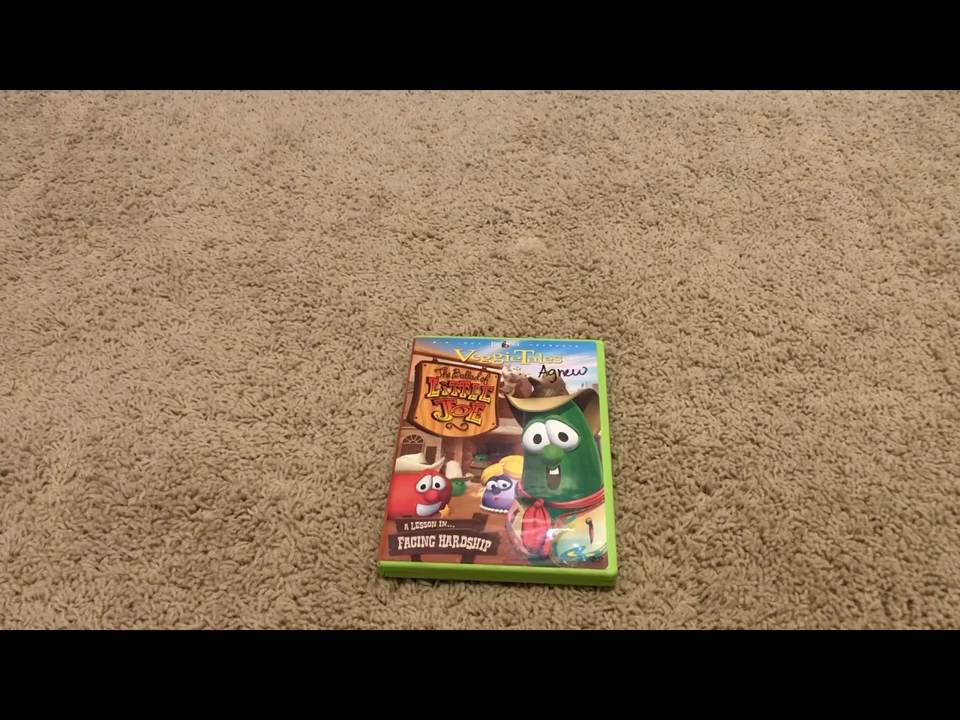 VeggieTales
Agnew
The Ballad of
LITTLE
JOE
A LESSON IN...
FACING HARDSHIP